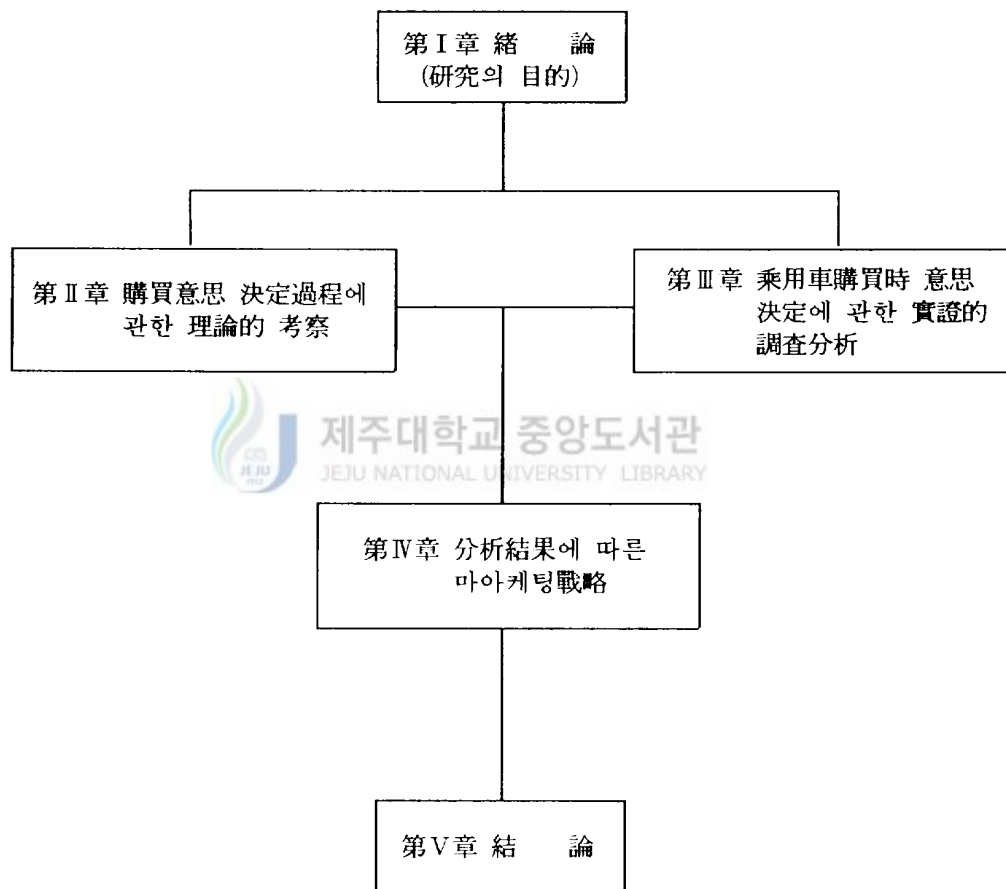 第Ⅰ章 緖 論
(研究의 目的)
第Ⅱ章 購買意思 決定過程에
관한 理論的 考察
第Ⅲ章 乘用車購買時 意思
決定에 관한 實證的
調査分析
제주대학교 중앙도서관
JEJU NATIONAL UNIVERSITY LIBRARY
JEJU
1952
第Ⅳ章 分析結果에 따른
마아케팅戰略
第Ⅴ章 結 論